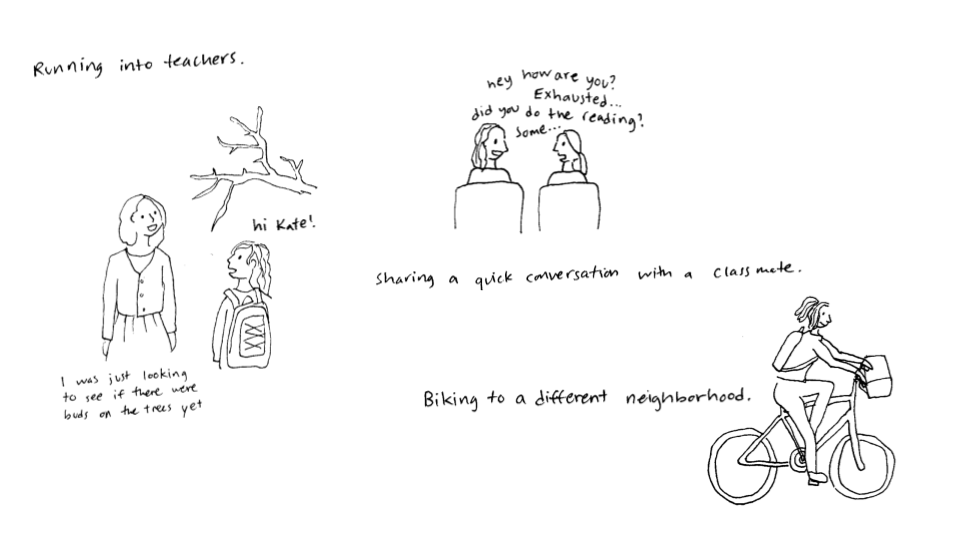 Running into teachers.
hi Kate!
I was just looking
to see if there were
buds on the trees yet
hey how are you?
Exhausted...
did you do the reading?
some...
Sharing a quick conversation with a classmate.
Biking to a different neighborhood.